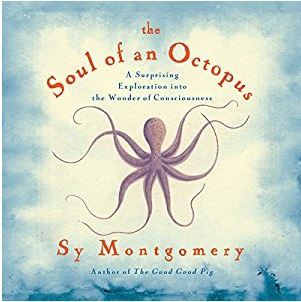 the
Soul of an Octopus
A Surprising
Exploration into
the Wonder of Consciousness
Sy Montgomery
Author of The Good Good Pig